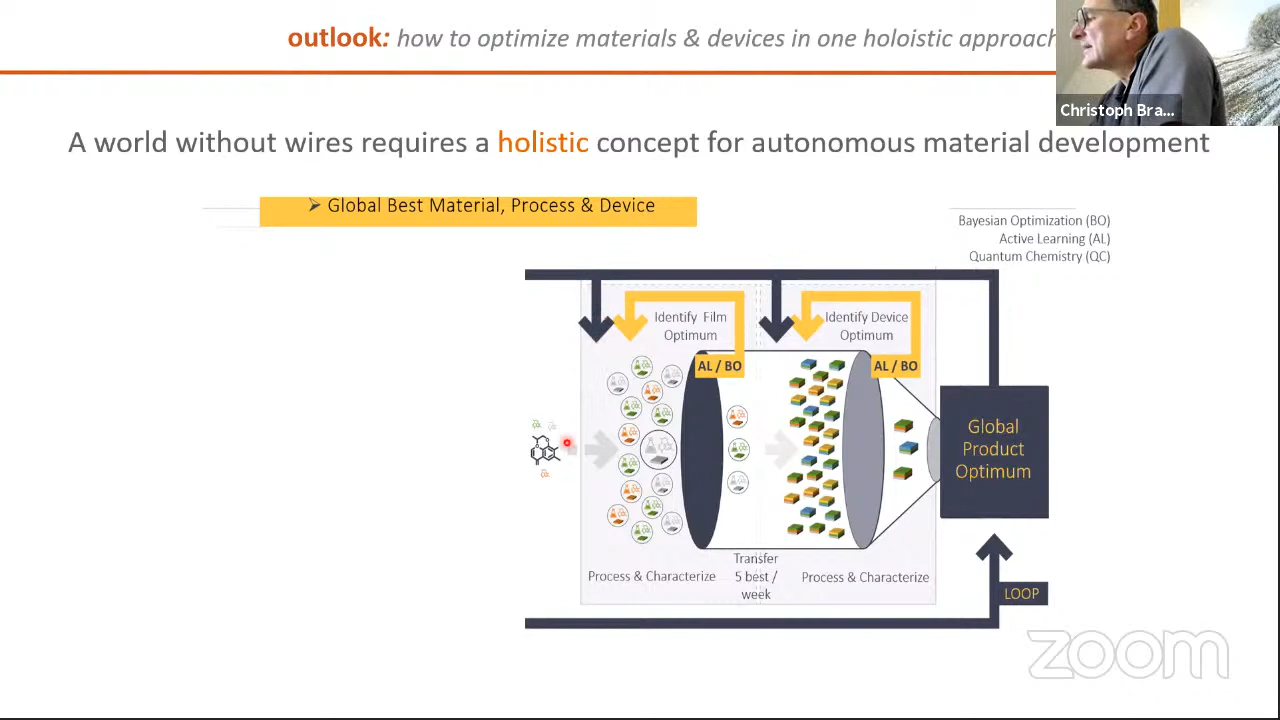 outlook: how to optimize materials & devices in one holoistic approach
Christoph Bra...
A world without wires requires a holistic concept for autonomous material development
➢ Global Best Material, Process & Device
Bayesian Optimization (BO)
Active Learning (AL)
Quantum Chemistry (QC)
Identify Film
Optimum
Identify Device
Optimum
AL / BO
AL / BO
Global
Product
Optimum
Process & Characterize
Transfer
5 best /
week
Process & Characterize
LOOP
zoom